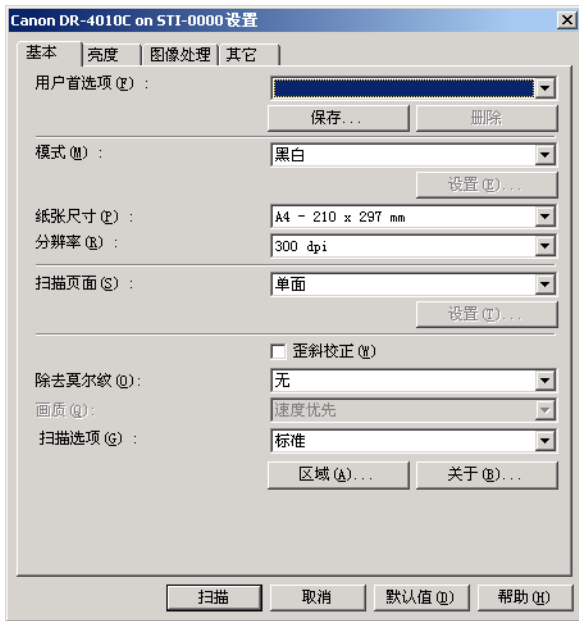 Canon DR-4010C on STI-0000设置
基本 亮度 图像处理 其它
用户首选项(F) :
保存... 删除
模式(M) : 黑白
设置(E)...
纸张尺寸(P) : A4 - 210 x 297 mm
分辨率(R) : 300 dpi
扫描页面(S) : 单面
设置(T)...
歪斜校正(W)
除去莫尔纹(O): 无
画质(Q): 速度优先
扫描选项(G) : 标准
区域(A)... 关于(B)...
扫描 取消 默认值(D) 帮助(H)